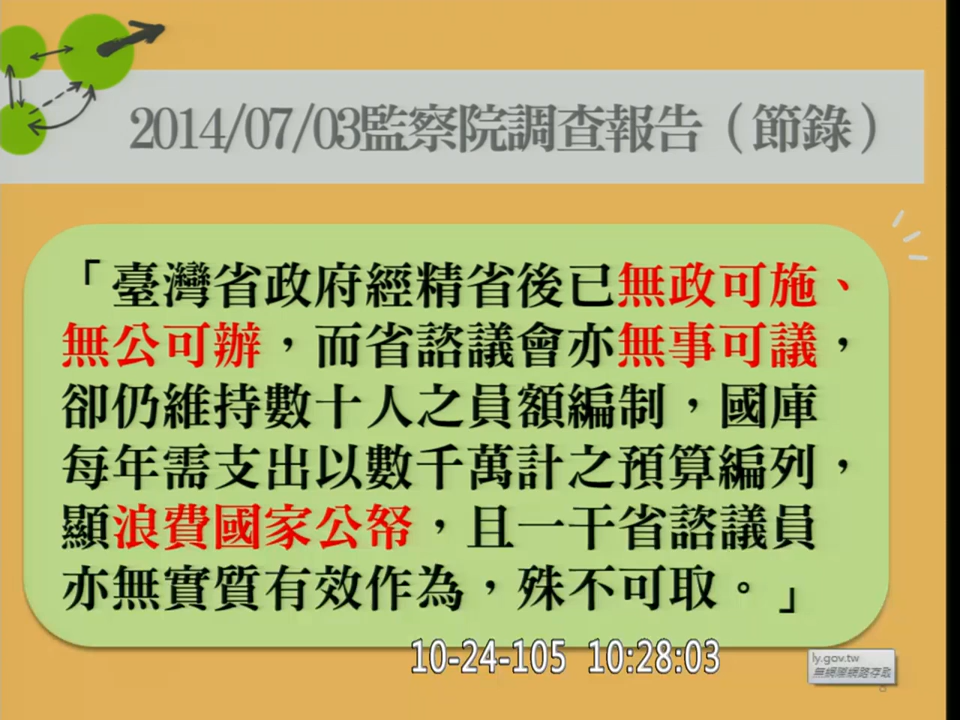 2014/07/03監察院調查報告（節錄）
「臺灣省政府經精省後已無政可施、
無公可辦，而省諮議會亦無事可議，
卻仍維持數十人之員額編制，國庫
每年需支出以數千萬計之預算編列，
顯浪費國家公帑，且一干省諮議員
亦無實質有效作為，殊不可取。」
10-24-105 10:28:03
ly.gov.tw
無網際網路存取
8